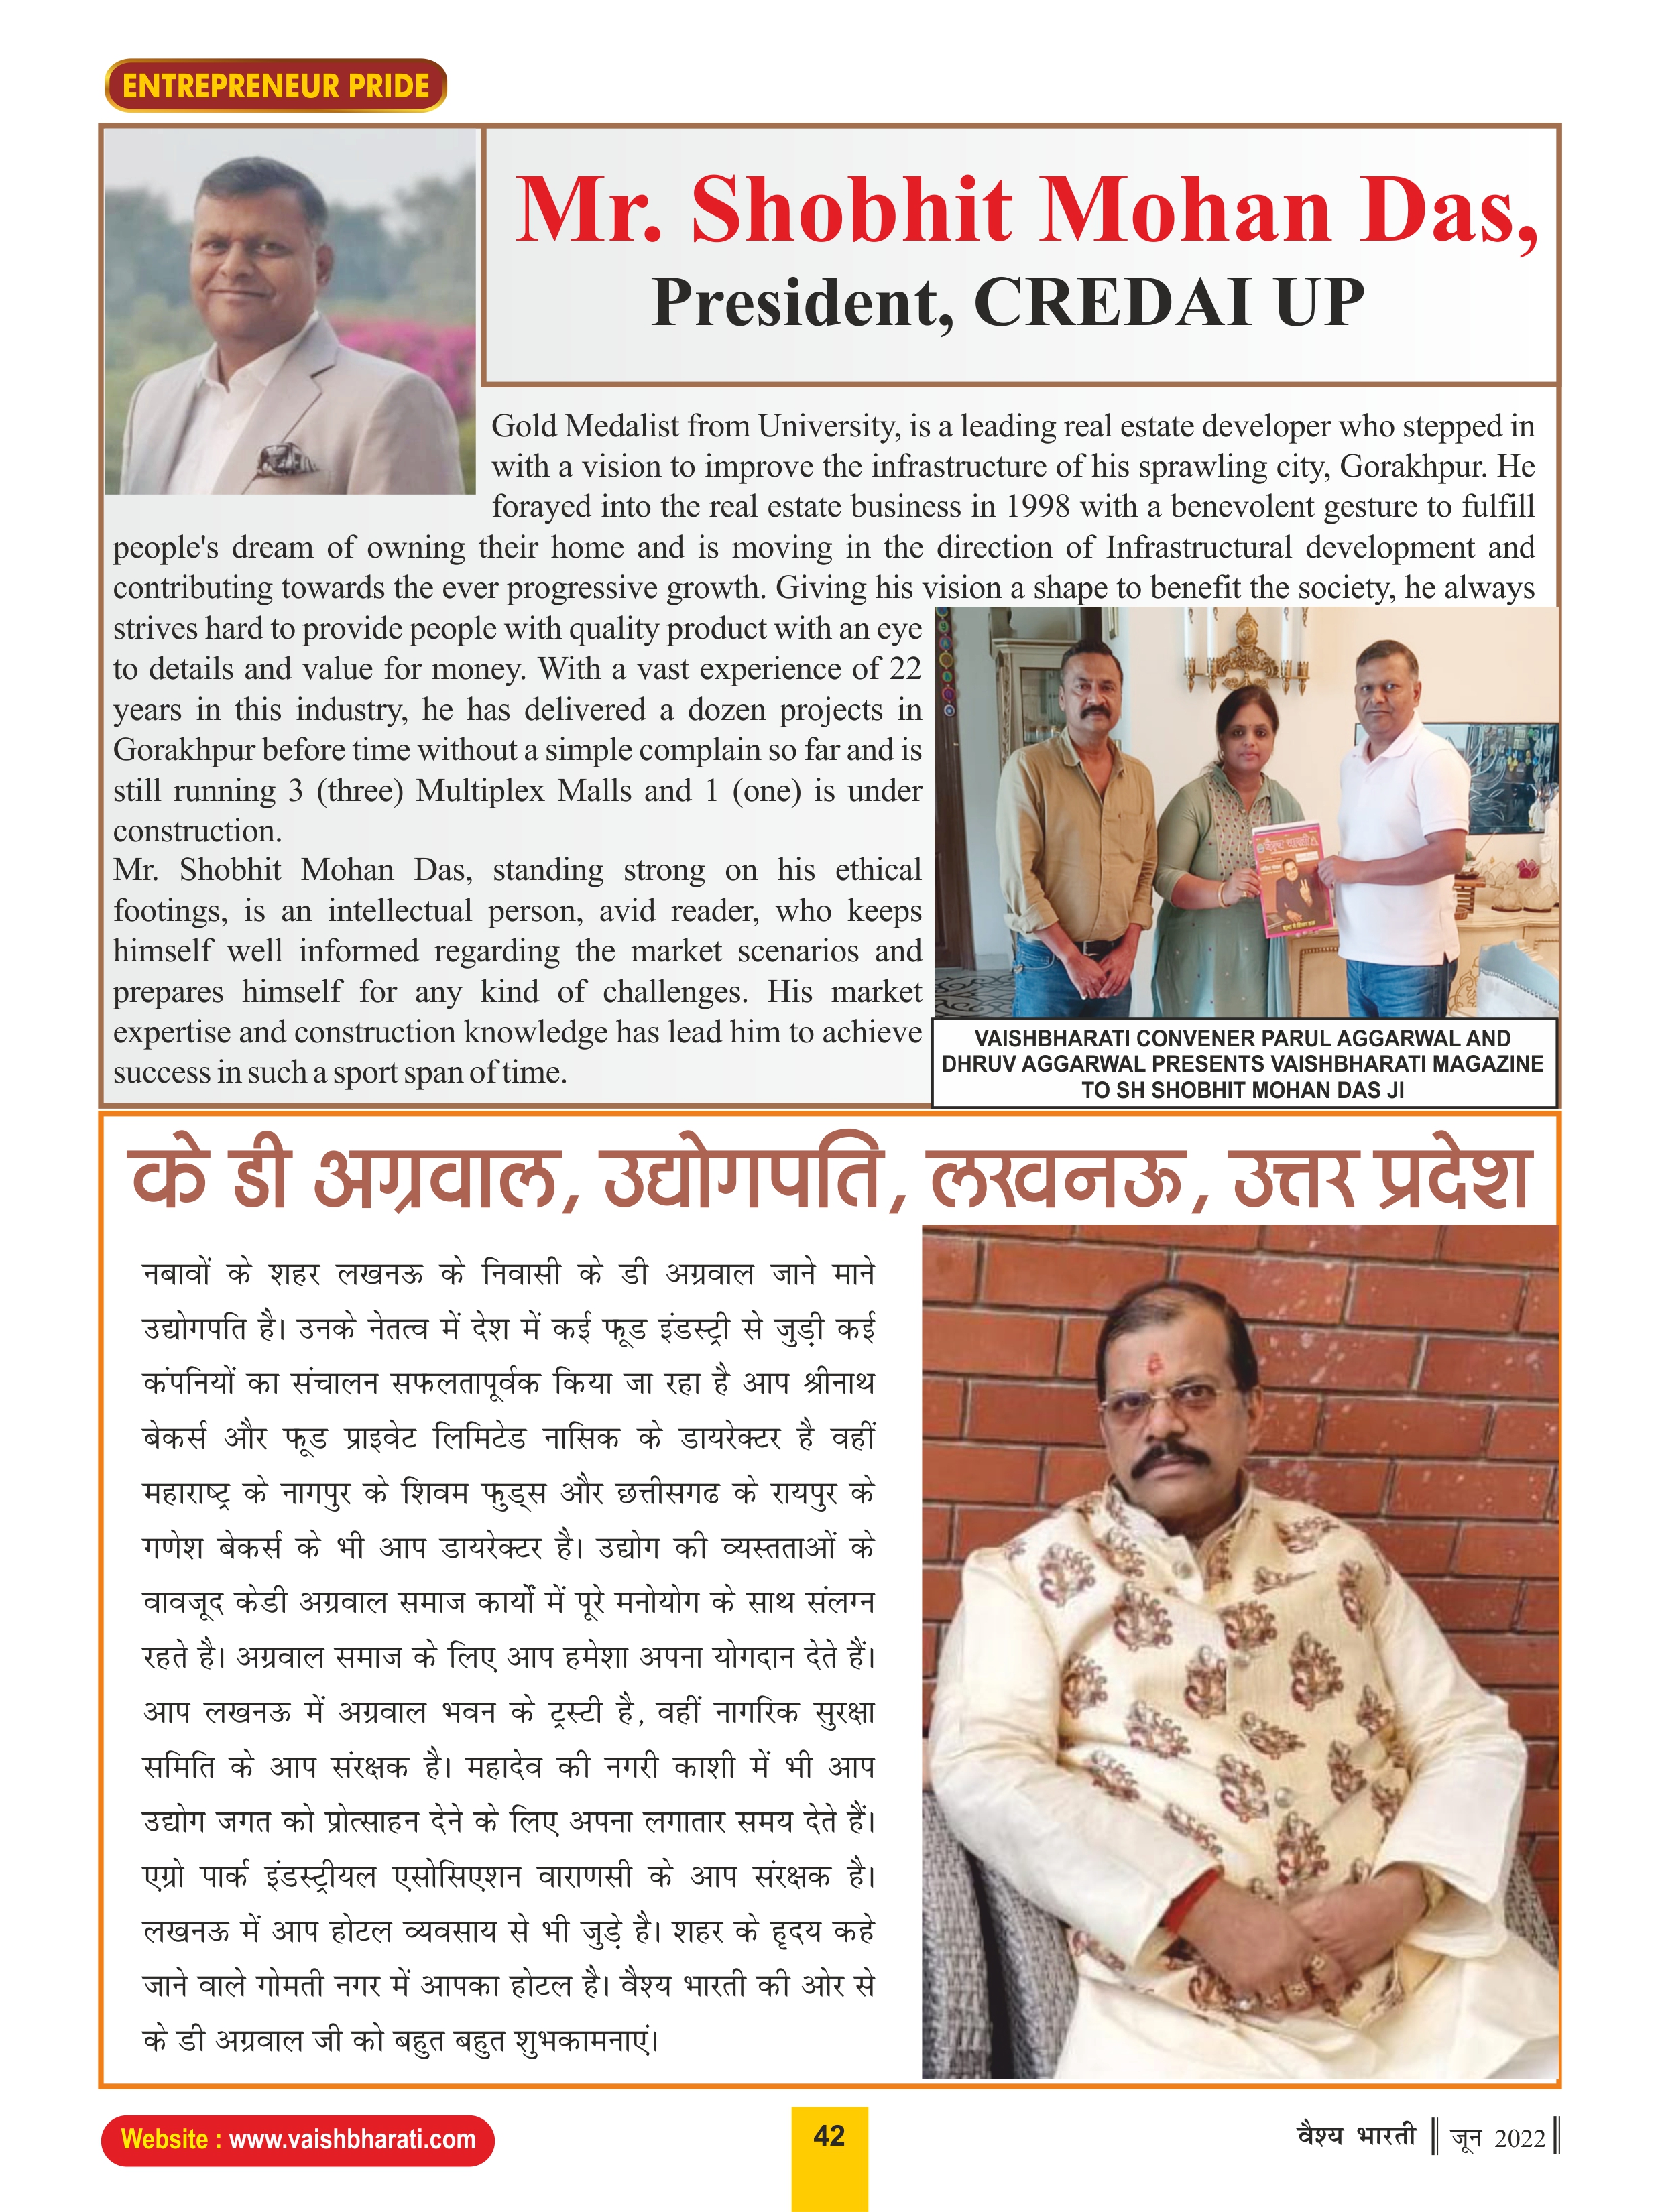 ENTREPRENEUR PRIDE
Mr. Shobhit Mohan Das,
President, CREDAI UP
Gold Medalist from University, is a leading real estate developer who stepped in
with a vision to improve the infrastructure of his sprawling city, Gorakhpur. He
forayed into the real estate business in 1998 with a benevolent gesture to fulfill
people's dream of owning their home and is moving in the direction of Infrastructural development and
contributing towards the ever progressive growth. Giving his vision a shape to benefit the society, he always
strives hard to provide people with quality product with an eye
to details and value for money. With a vast experience of 22
years in this industry, he has delivered a dozen projects in
Gorakhpur before time without a simple complain so far and is
still running 3 (three) Multiplex Malls and 1 (one) is under
construction.
Mr. Shobhit Mohan Das, standing strong on his ethical
footings, is an intellectual person, avid reader, who keeps
himself well informed regarding the market scenarios and
prepares himself for any kind of challenges. His market
expertise and construction knowledge has lead him to achieve
success in such a sport span of time.
वैश्य भारती
VAISHBHARATI CONVENER PARUL AGGARWAL AND
DHRUV AGGARWAL PRESENTS VAISHBHARATI MAGAZINE
TO SH SHOBHIT MOHAN DAS JI
के डी अग्रवाल, उद्योगपति, लखनऊ, उत्तर प्रदेश
नबावों के शहर लखनऊ के निवासी के डी अग्रवाल जाने माने
उद्योगपति है। उनके नेतत्व में देश में कई फूड इंडस्ट्री से जुड़ी कई
कंपनियों का संचालन सफलतापूर्वक किया जा रहा है आप श्रीनाथ
बेकर्स और फूड प्राइवेट लिमिटेड नासिक के डायरेक्टर है वहीं
महाराष्ट्र के नागपुर के शिवम फुड्स और छत्तीसगढ के रायपुर के
गणेश बेकर्स के भी आप डायरेक्टर है। उद्योग की व्यस्तताओं के
वावजूद केडी अग्रवाल समाज कार्यों में पूरे मनोयोग के साथ संलग्न
रहते है। अग्रवाल समाज के लिए आप हमेशा अपना योगदान देते हैं।
आप लखनऊ में अग्रवाल भवन के ट्रस्टी है, वहीं नागरिक सुरक्षा
समिति के आप संरक्षक है। महादेव की नगरी काशी में भी आप
उद्योग जगत को प्रोत्साहन देने के लिए अपना लगातार समय देते हैं।
एग्रो पार्क इंडस्ट्रीयल एसोसिएशन वाराणसी के आप संरक्षक है।
लखनऊ में आप होटल व्यवसाय से भी जुड़े है। शहर के हृदय कहे
जाने वाले गोमती नगर में आपका होटल है। वैश्य भारती की ओर से
के डी अग्रवाल जी को बहुत बहुत शुभकामनाएं।
Website : www.vaishbharati.com
42
वैश्य भारती || जून 2022 ||